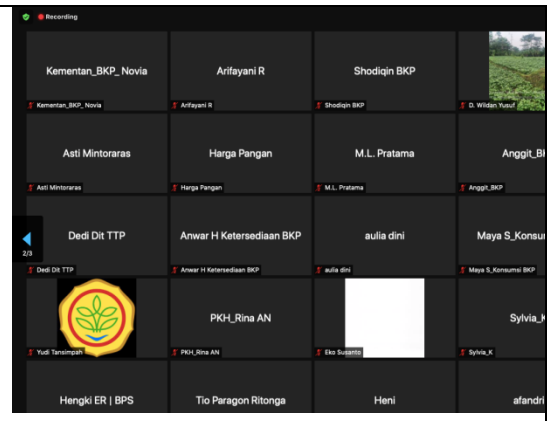 Recording
Kementan_BKP_ Novia
Arifayani R
Shodiqin BKP
Kementan_BKP_ Novia
Arifayani R
Shodiqin BKP
D. Wildan Yusuf
Asti Mintoraras
Harga Pangan
M.L. Pratama
Anggit_B
Asti Mintoraras
Harga Pangan
M.L. Pratama
Anggit_BKP
2/3
Dedi Dit TTP
Anwar H Ketersediaan BKP
aulia dini
Maya S_Konsu
Dedi Dit TTP
Anwar H Ketersediaan BKP
aulia dini
Maya S_Konsumsi BKP
PKH_Rina AN
Sylvia_
Yudi Tansimpah
PKH_Rina AN
Eko Susanto
Sylvia_K
Hengki ER | BPS
Tio Paragon Ritonga
Heni
afandri